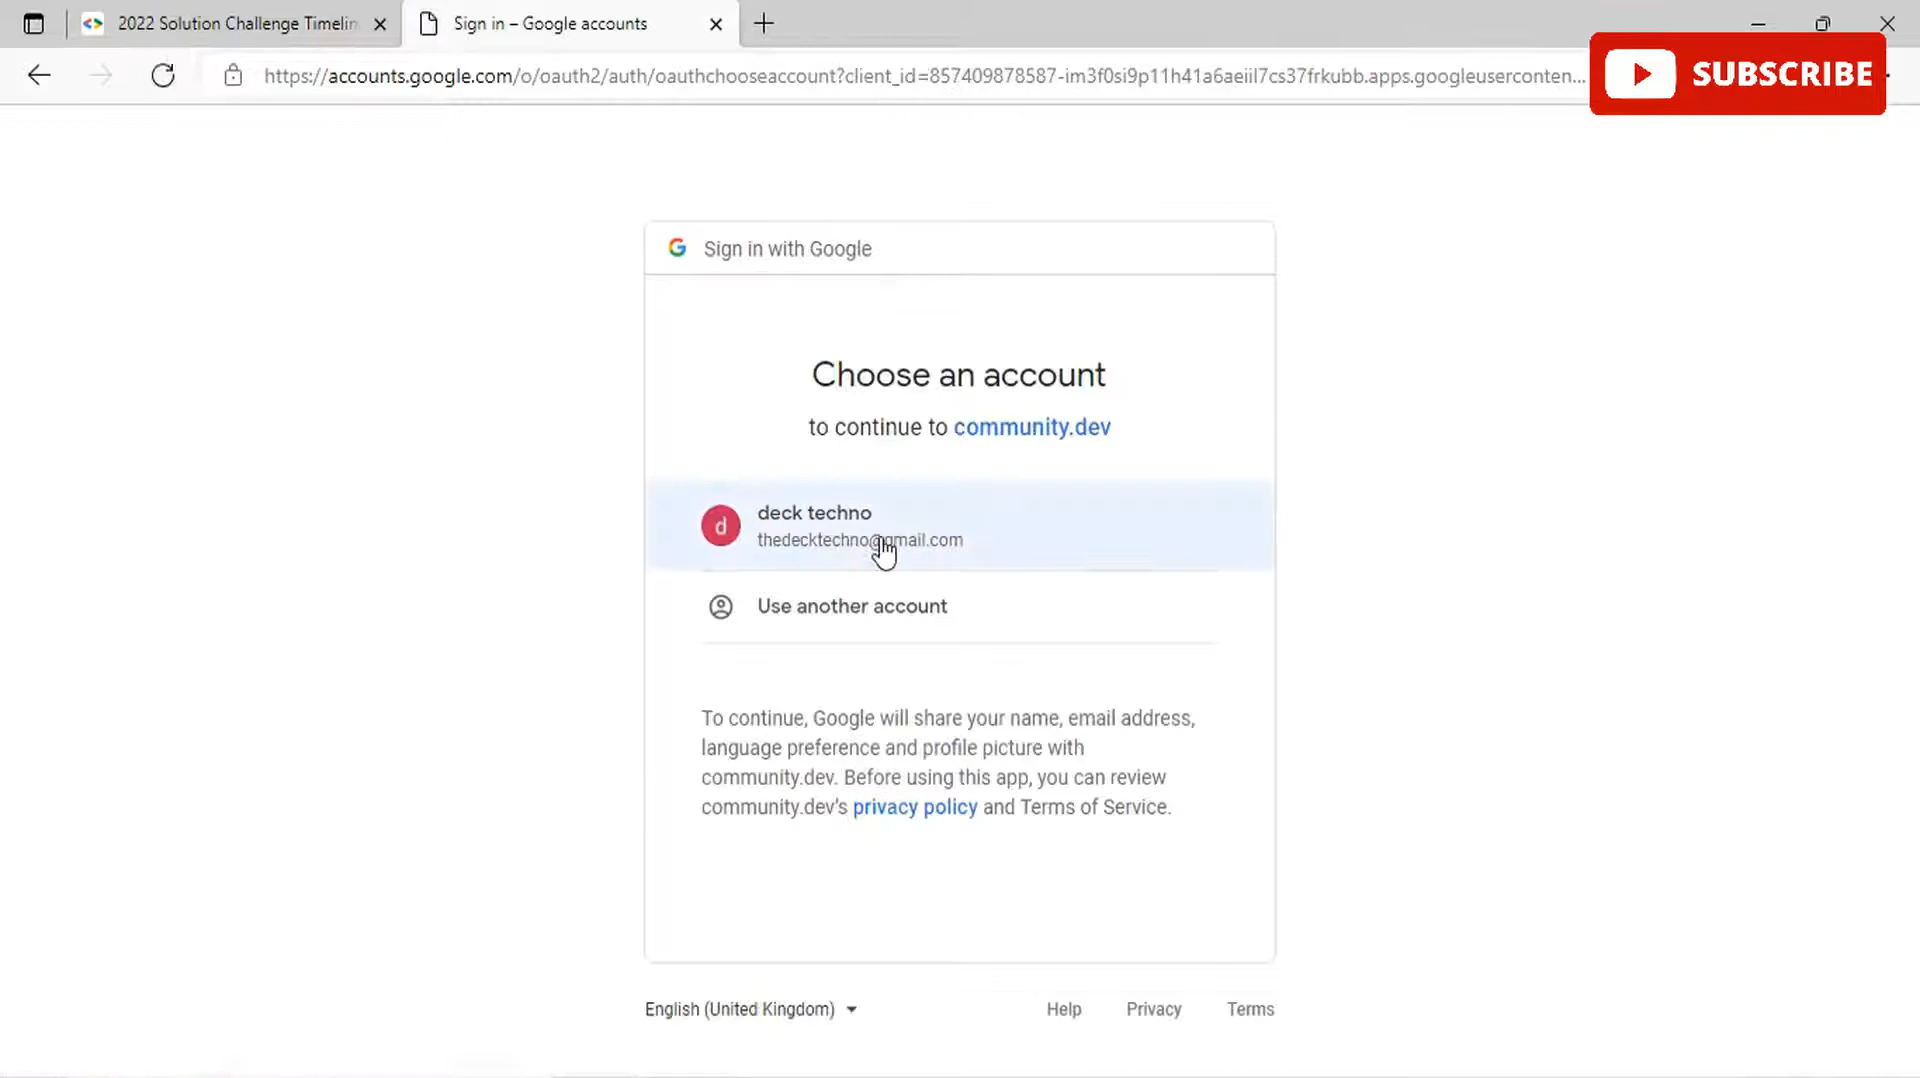 2022 Solution Challenge Timelin
Sign in – Google accounts
https://accounts.google.com/o/oauth2/auth/oauthchooseaccount?client_id=857409878587-im3f0si9p11h41a6aeiil7cs37frkubb.apps.googleuserconten...
SUBSCRIBE
Sign in with Google
Choose an account
to continue to community.dev
d
deck techno
thedecktechno@gmail.com
Use another account
To continue, Google will share your name, email address,
language preference and profile picture with
community.dev. Before using this app, you can review
community.dev's privacy policy and Terms of Service.
English (United Kingdom)
Help
Privacy
Terms